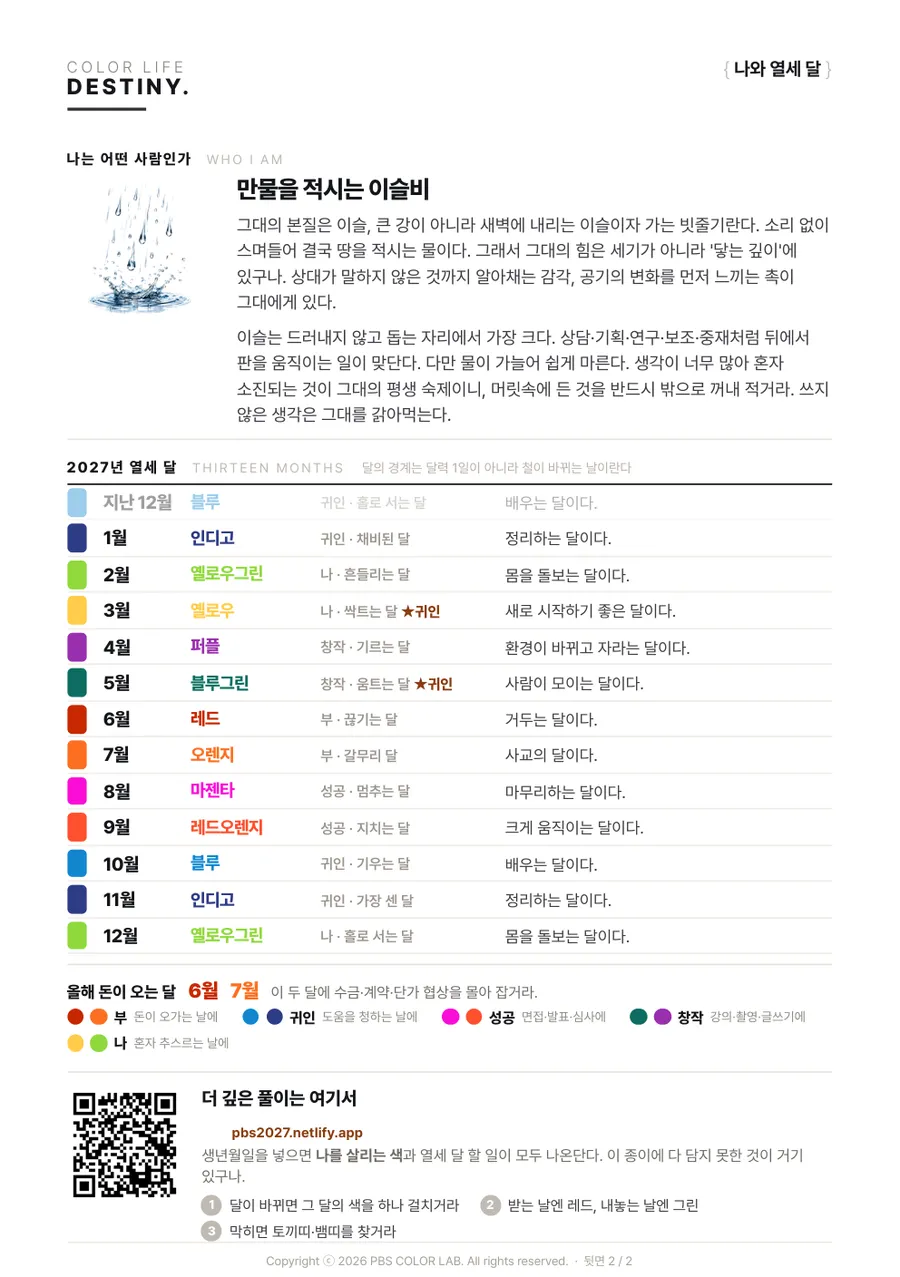 COLOR LIFE
DESTINY.
{ 나와 열세 달 }
나는 어떤 사람인가 WHO I AM
만물을 적시는 이슬비
그대의 본질은 이슬, 큰 강이 아니라 새벽에 내리는 이슬이자 가는 빗줄기란다. 소리 없이
스며들어 결국 땅을 적시는 물이다. 그래서 그대의 힘은 세기가 아니라 '닿는 깊이'에
있구나. 상대가 말하지 않은 것까지 알아채는 감각, 공기의 변화를 먼저 느끼는 촉이
그대에게 있다.
이슬는 드러내지 않고 돕는 자리에서 가장 크다. 상담·기획·연구·보조·중재처럼 뒤에서
판을 움직이는 일이 맞단다. 다만 물이 가늘어 쉽게 마른다. 생각이 너무 많아 혼자
소진되는 것이 그대의 평생 숙제이니, 머릿속에 든 것을 반드시 밖으로 꺼내 적거라. 쓰지
않은 생각은 그대를 갉아먹는다.
2027년 열세 달 THIRTEEN MONTHS 달의 경계는 달력 1일이 아니라 철이 바뀌는 날이란다
지난 12월 블루 귀인 · 홀로 서는 달 배우는 달이다.
1월 인디고 귀인 · 채비된 달 정리하는 달이다.
2월 옐로우그린 나 · 흔들리는 달 몸을 돌보는 달이다.
3월 옐로우 나 · 싹트는 달 ★귀인 새로 시작하기 좋은 달이다.
4월 퍼플 창작 · 기르는 달 환경이 바뀌고 자라는 달이다.
5월 블루그린 창작 · 움트는 달 ★귀인 사람이 모이는 달이다.
6월 레드 부 · 끊기는 달 거두는 달이다.
7월 오렌지 부 · 갈무리 달 사교의 달이다.
8월 마젠타 성공 · 멈추는 달 마무리하는 달이다.
9월 레드오렌지 성공 · 지치는 달 크게 움직이는 달이다.
10월 블루 귀인 · 기우는 달 배우는 달이다.
11월 인디고 귀인 · 가장 센 달 정리하는 달이다.
12월 옐로우그린 나 · 홀로 서는 달 몸을 돌보는 달이다.
올해 돈이 오는 달 6월 7월 이 두 달에 수금·계약·단가 협상을 몰아 잡거라.
부 돈이 오가는 날에 귀인 도움을 청하는 날에 성공 면접·발표·심사에 창작 강의·촬영·글쓰기에
나 혼자 추스르는 날에
더 깊은 풀이는 여기서
pbs2027.netlify.app
생년월일을 넣으면 나를 살리는 색과 열세 달 할 일이 모두 나온단다. 이 종이에 다 담지 못한 것이 거기
있구나.
1 달이 바뀌면 그 달의 색을 하나 걸치거라 2 받는 날엔 레드, 내놓는 날엔 그린
3 막히면 토끼띠·뱀띠를 찾거라
Copyright ⓒ 2026 PBS COLOR LAB. All rights reserved. · 뒷면 2 / 2